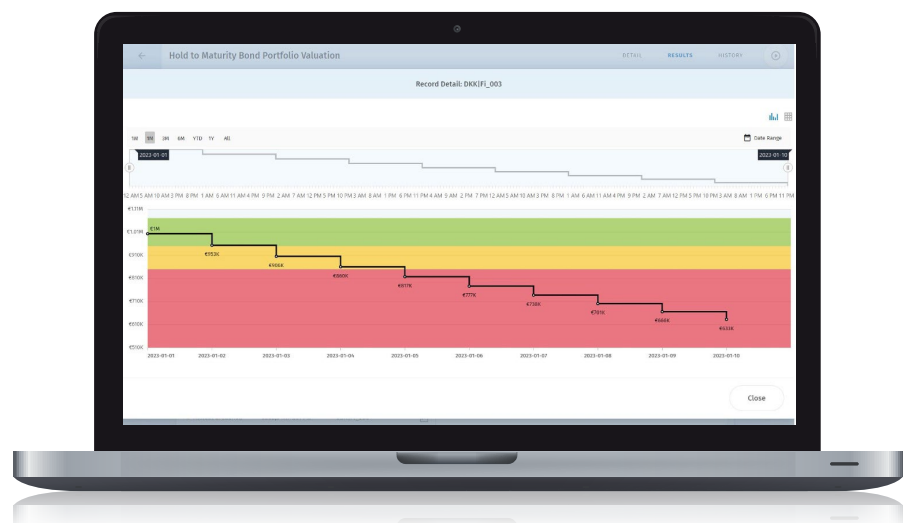 Hold to Maturity Bond Portfolio Valuation
DETAIL RESULTS HISTORY
Record Detail: DKK|Fi_003
1W 1M 3M 6M YTD 1Y All
Date Range
2023-01-01 2023-01-10
€1.11M
€1.01M
€910K
€810K
€710K
€610K
€510K
€1M
€953K
€906K
€860K
€817K
€777K
€738K
€701K
€666K
€633K
2023-01-01 2023-01-02 2023-01-03 2023-01-04 2023-01-05 2023-01-06 2023-01-07 2023-01-08 2023-01-09 2023-01-10
Close